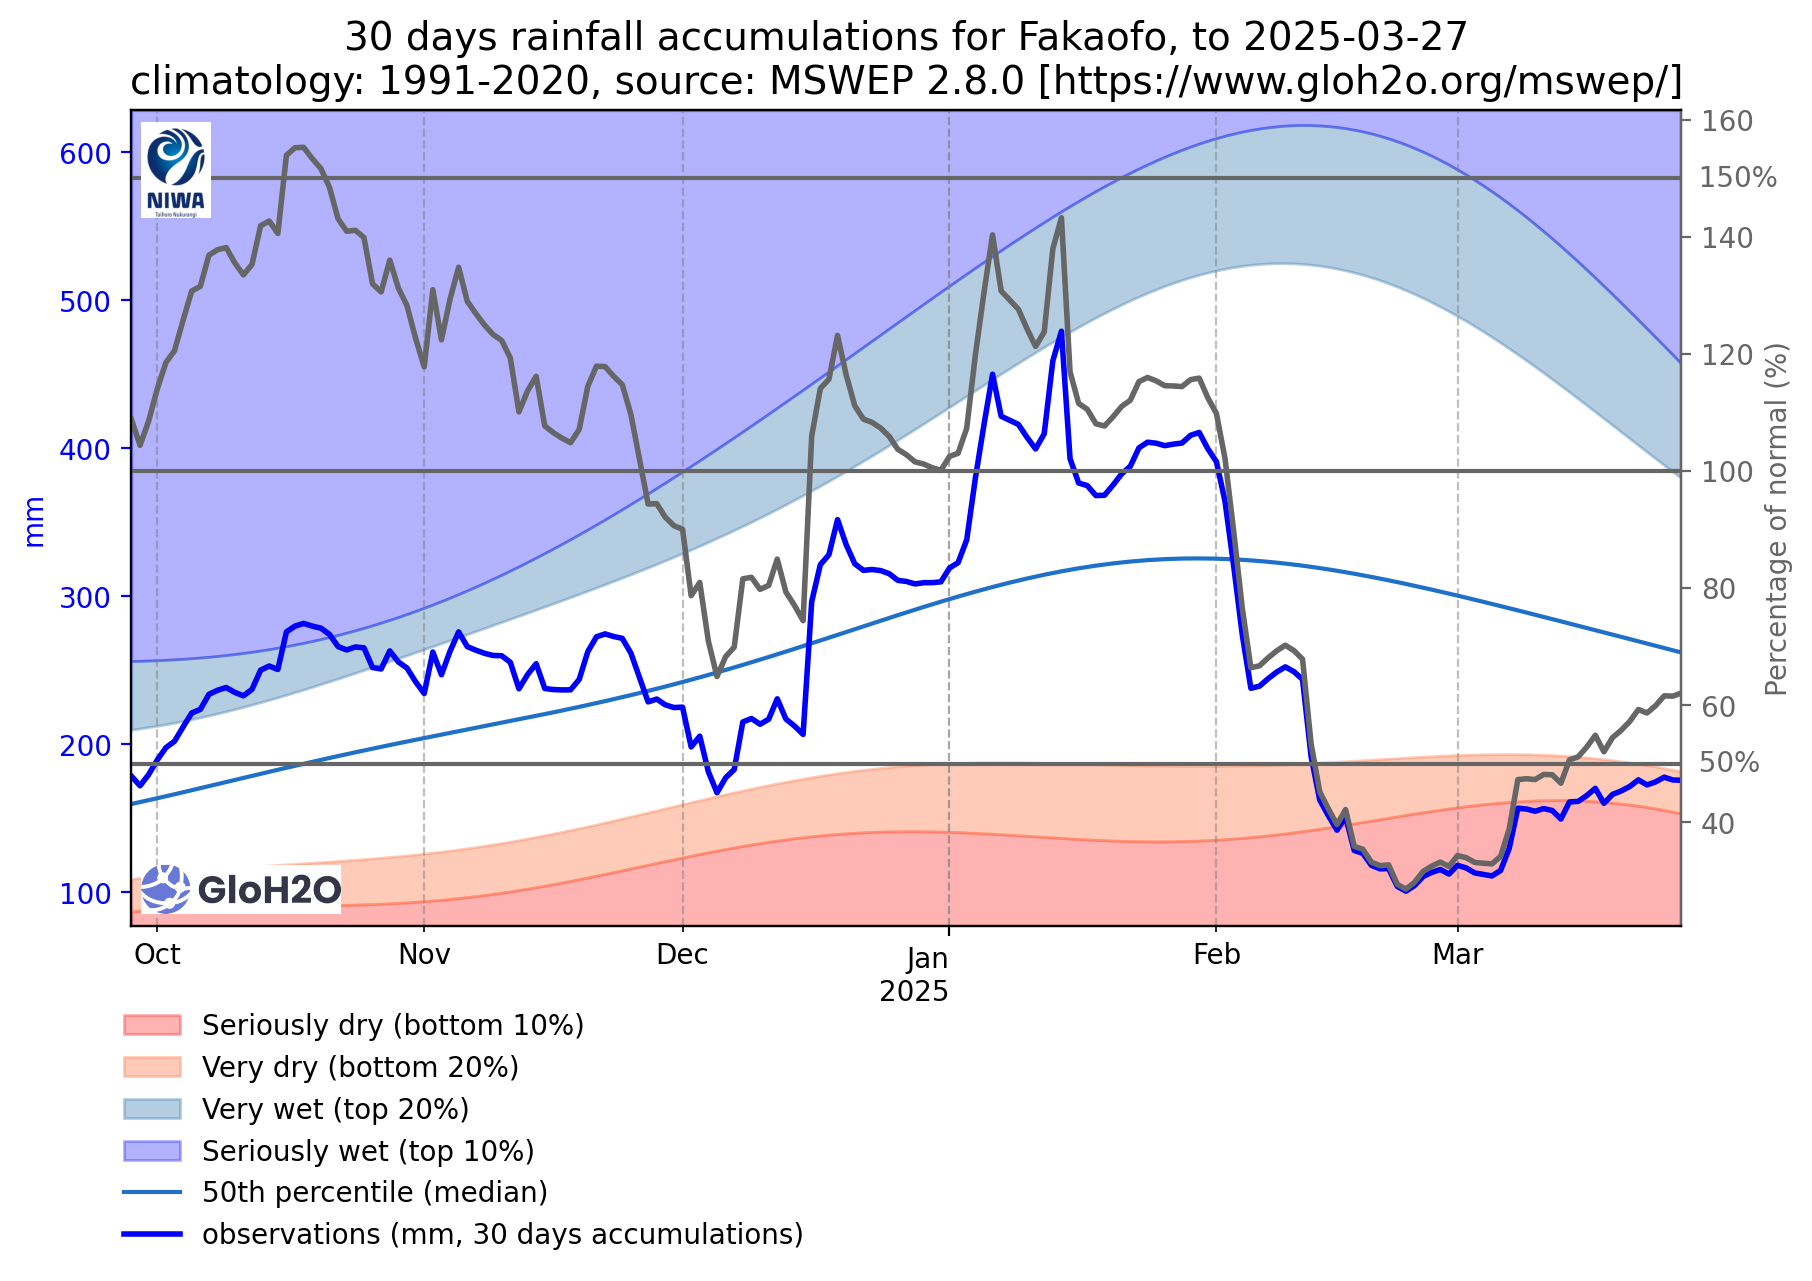 30 days rainfall accumulations for Fakaofo, to 2025-03-27
climatology: 1991-2020, source: MSWEP 2.8.0 [https://www.gloh2o.org/mswep/]
NIWA
Taihoro Nukurangi
600
500
400
300
200
100
mm
160
150%
140
120
100
80
60
50%
40
Percentage of normal (%)
GloH2O
Oct
Nov
Dec
Jan
2025
Feb
Mar
Seriously dry (bottom 10%)
Very dry (bottom 20%)
Very wet (top 20%)
Seriously wet (top 10%)
50th percentile (median)
observations (mm, 30 days accumulations)